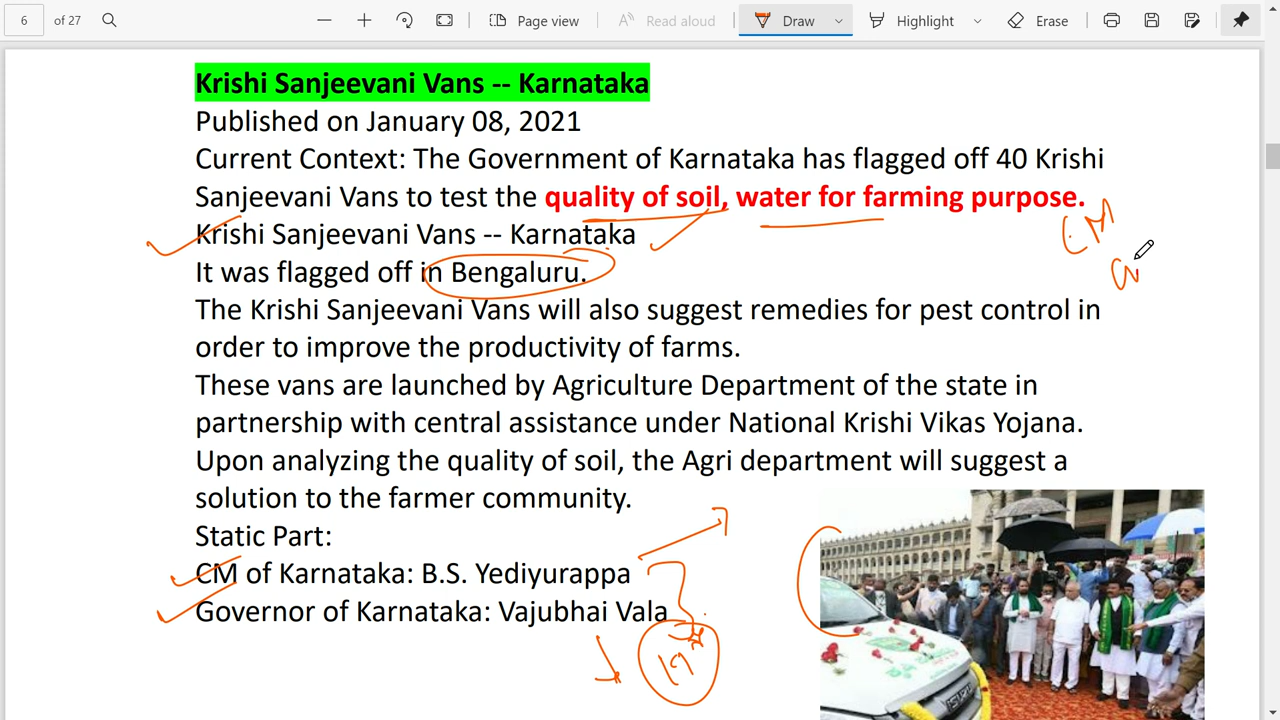 6 of 27 Page view Read aloud Draw Highlight Erase
Krishi Sanjeevani Vans -- Karnataka
Published on January 08, 2021
Current Context: The Government of Karnataka has flagged off 40 Krishi
Sanjeevani Vans to test the quality of soil, water for farming purpose.
Krishi Sanjeevani Vans -- Karnataka
CM
It was flagged off in Bengaluru.
The Krishi Sanjeevani Vans will also suggest remedies for pest control in
order to improve the productivity of farms.
These vans are launched by Agriculture Department of the state in
partnership with central assistance under National Krishi Vikas Yojana.
Upon analyzing the quality of soil, the Agri department will suggest a
solution to the farmer community.
Static Part:
CM of Karnataka: B.S. Yediyurappa
Governor of Karnataka: Vajubhai Vala
ISUZU